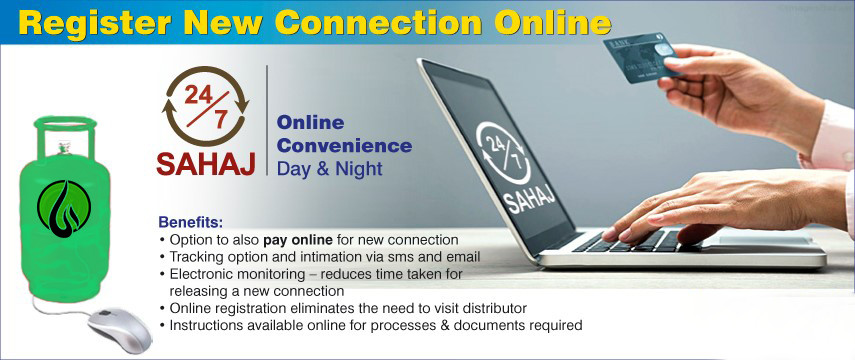 Register New Connection Online
24/7
SAHAJ
Online
Convenience
Day & Night
BANK
24/7
SAHAJ
Benefits:
• Option to also pay online for new connection
• Tracking option and intimation via sms and email
• Electronic monitoring – reduces time taken for
releasing a new connection
• Online registration eliminates the need to visit distributor
• Instructions available online for processes & documents required